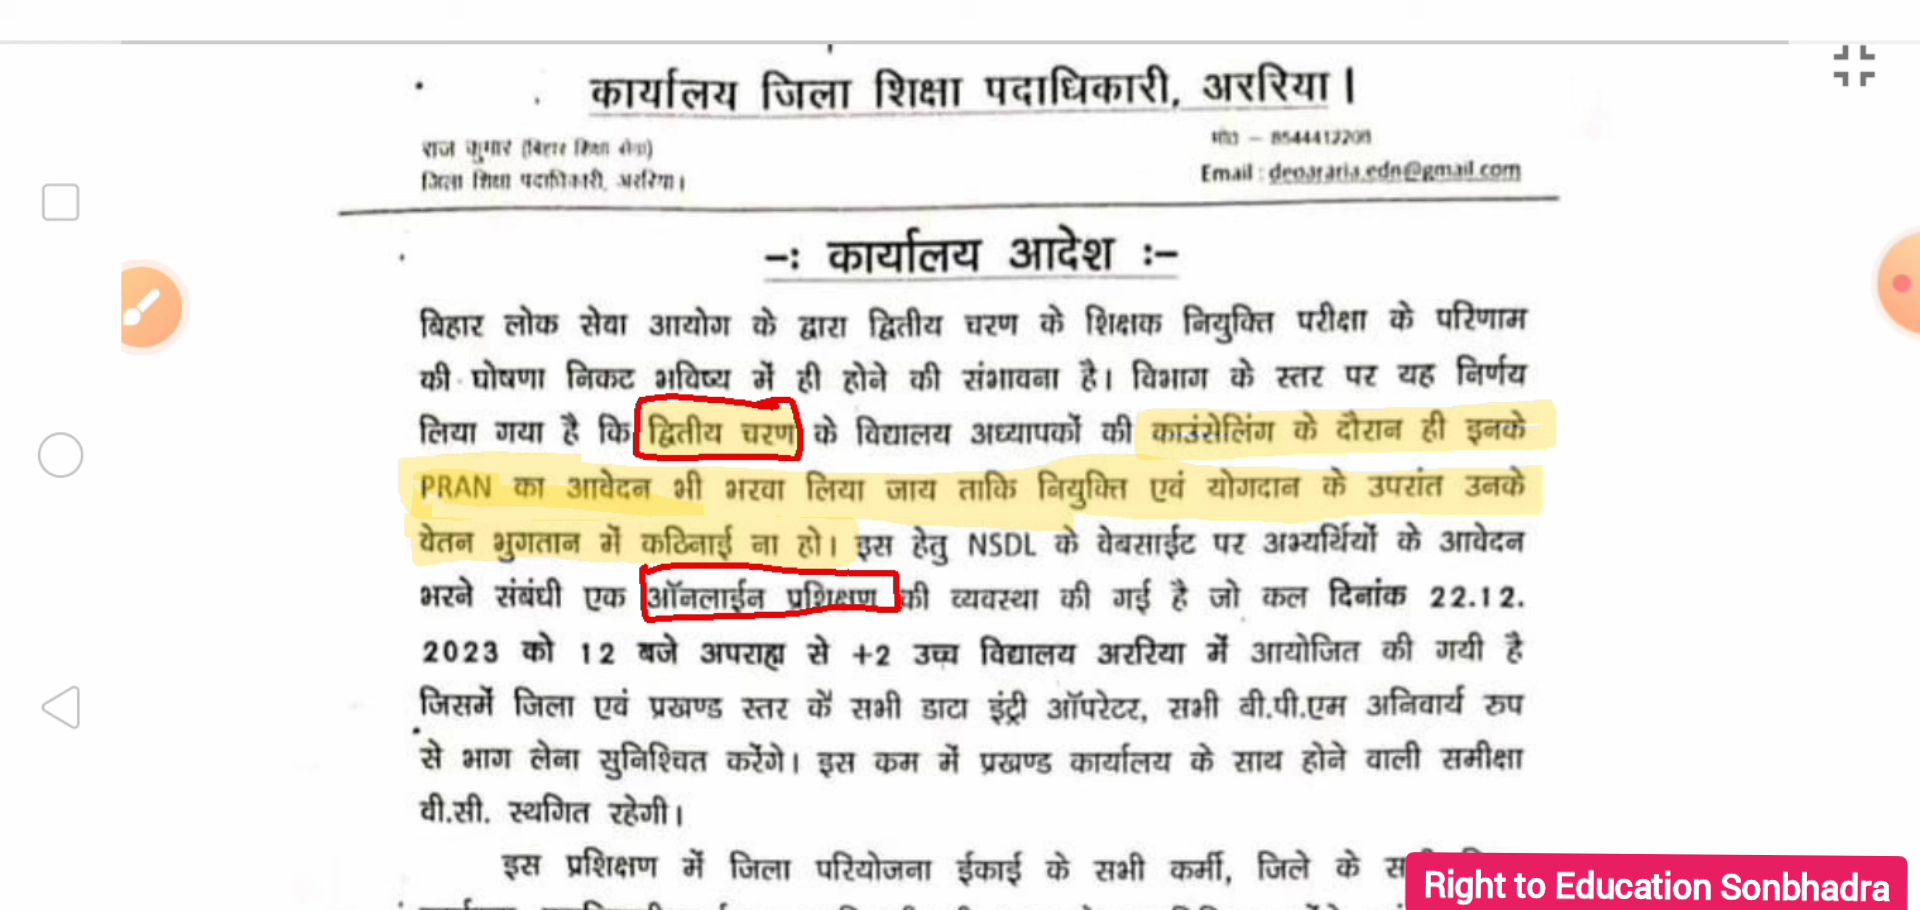 कार्यालय जिला शिक्षा पदाधिकारी, अररिया।
राज कुमार (बिहार शिक्षा सेवा)
मो0 – 8544412208
जिला शिक्षा पदाधिकारी, अररिया।
Email : deoararia.edn@gmail.com
–: कार्यालय आदेश :–
बिहार लोक सेवा आयोग के द्वारा द्वितीय चरण के शिक्षक नियुक्ति परीक्षा के परिणाम
की घोषणा निकट भविष्य में ही होने की संभावना है। विभाग के स्तर पर यह निर्णय
लिया गया है कि द्वितीय चरण के विद्यालय अध्यापकों की काउंसेलिंग के दौरान ही इनके
PRAN का आवेदन भी भरवा लिया जाय ताकि नियुक्ति एवं योगदान के उपरांत उनके
वेतन भुगतान में कठिनाई ना हो। इस हेतु NSDL के वेबसाईट पर अभ्यर्थियों के आवेदन
भरने संबंधी एक ऑनलाईन प्रशिक्षण की व्यवस्था की गई है जो कल दिनांक 22.12.
2023 को 12 बजे अपराह्न से +2 उच्च विद्यालय अररिया में आयोजित की गयी है
जिसमें जिला एवं प्रखण्ड स्तर कें सभी डाटा इंट्री ऑपरेटर, सभी बी.पी.एम अनिवार्य रुप
से भाग लेना सुनिश्चित करेंगे। इस कम में प्रखण्ड कार्यालय के साथ होने वाली समीक्षा
वी.सी. स्थगित रहेगी।
इस प्रशिक्षण में जिला परियोजना ईकाई के सभी कर्मी, जिले के
Right to Education Sonbhadra